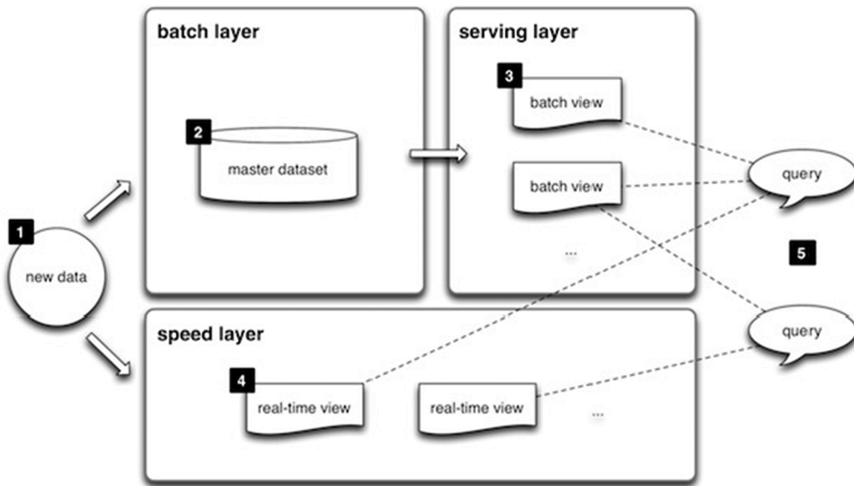 batch layer
serving layer
3
batch view
2
master dataset
query
batch view
1
new data
...
5
speed layer
query
4
real-time view
real-time view
...